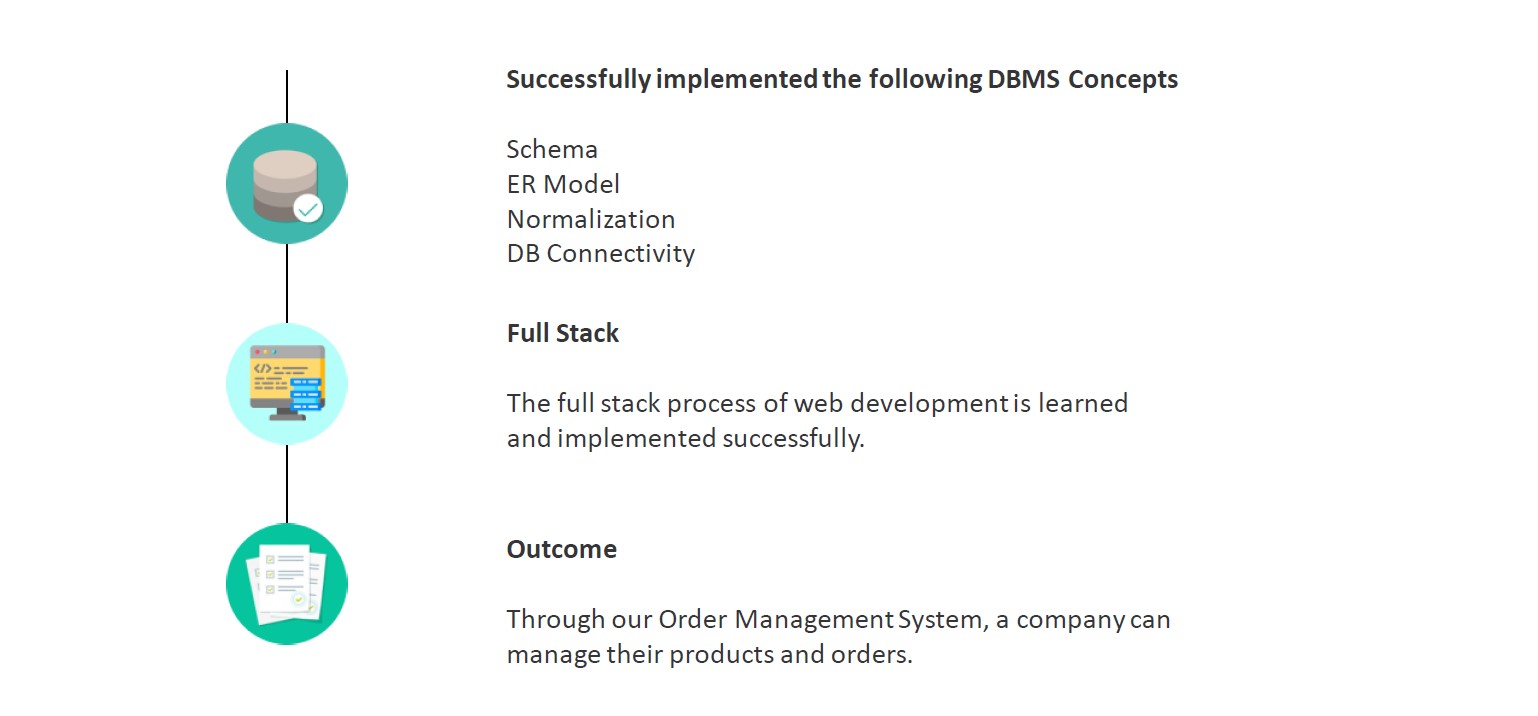 Successfully implemented the following DBMS Concepts
Schema
ER Model
Normalization
DB Connectivity
Full Stack
The full stack process of web development is learned
and implemented successfully.
Outcome
Through our Order Management System, a company can
manage their products and orders.